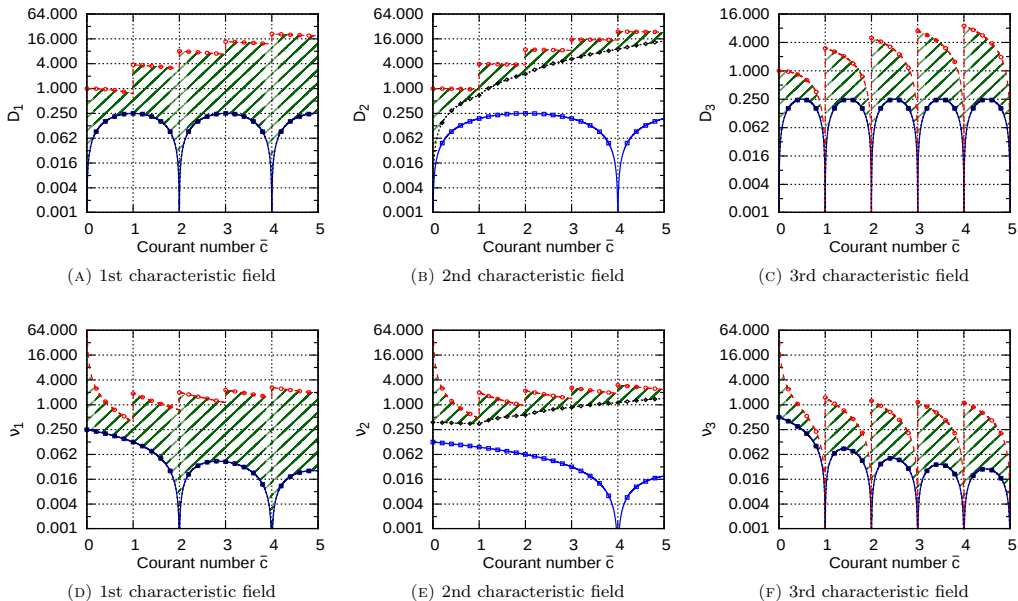 64.000
16.000
4.000
1.000
0.250
0.062
0.016
0.004
0.001
D1
0 1 2 3 4 5
Courant number c̄
(A) 1st characteristic field
64.000
16.000
4.000
1.000
0.250
0.062
0.016
0.004
0.001
D2
0 1 2 3 4 5
Courant number c̄
(B) 2nd characteristic field
16.000
4.000
1.000
0.250
0.062
0.016
0.004
0.001
D3
0 1 2 3 4 5
Courant number c̄
(C) 3rd characteristic field
64.000
16.000
4.000
1.000
0.250
0.062
0.016
0.004
0.001
ν1
0 1 2 3 4 5
Courant number c̄
(D) 1st characteristic field
64.000
16.000
4.000
1.000
0.250
0.062
0.016
0.004
0.001
ν2
0 1 2 3 4 5
Courant number c̄
(E) 2nd characteristic field
64.000
16.000
4.000
1.000
0.250
0.062
0.016
0.004
0.001
ν3
0 1 2 3 4 5
Courant number c̄
(F) 3rd characteristic field